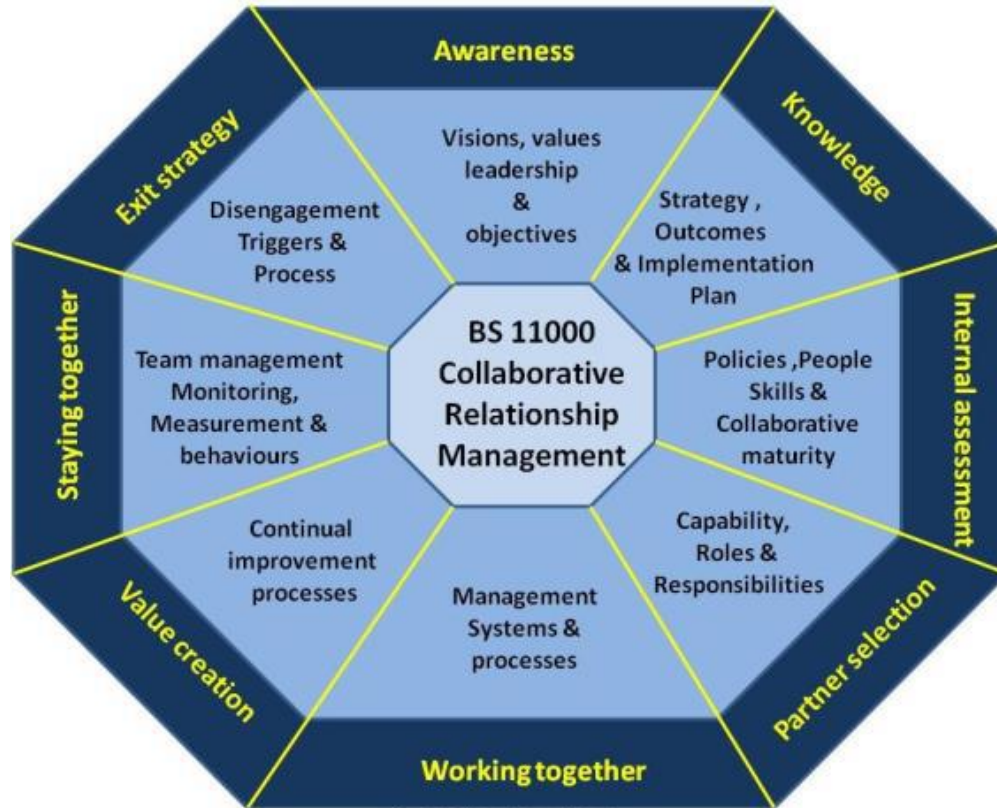 Awareness
Visions, values
leadership
&
objectives
Knowledge
Strategy ,
Outcomes
& Implementation
Plan
Internal assessment
Policies ,People
Skills &
Collaborative
maturity
Partner selection
Capability,
Roles &
Responsibilities
Working together
Management
Systems &
processes
Value creation
Continual
improvement
processes
Staying together
Team management
Monitoring,
Measurement &
behaviours
Exit strategy
Disengagement
Triggers &
Process
BS 11000
Collaborative
Relationship
Management